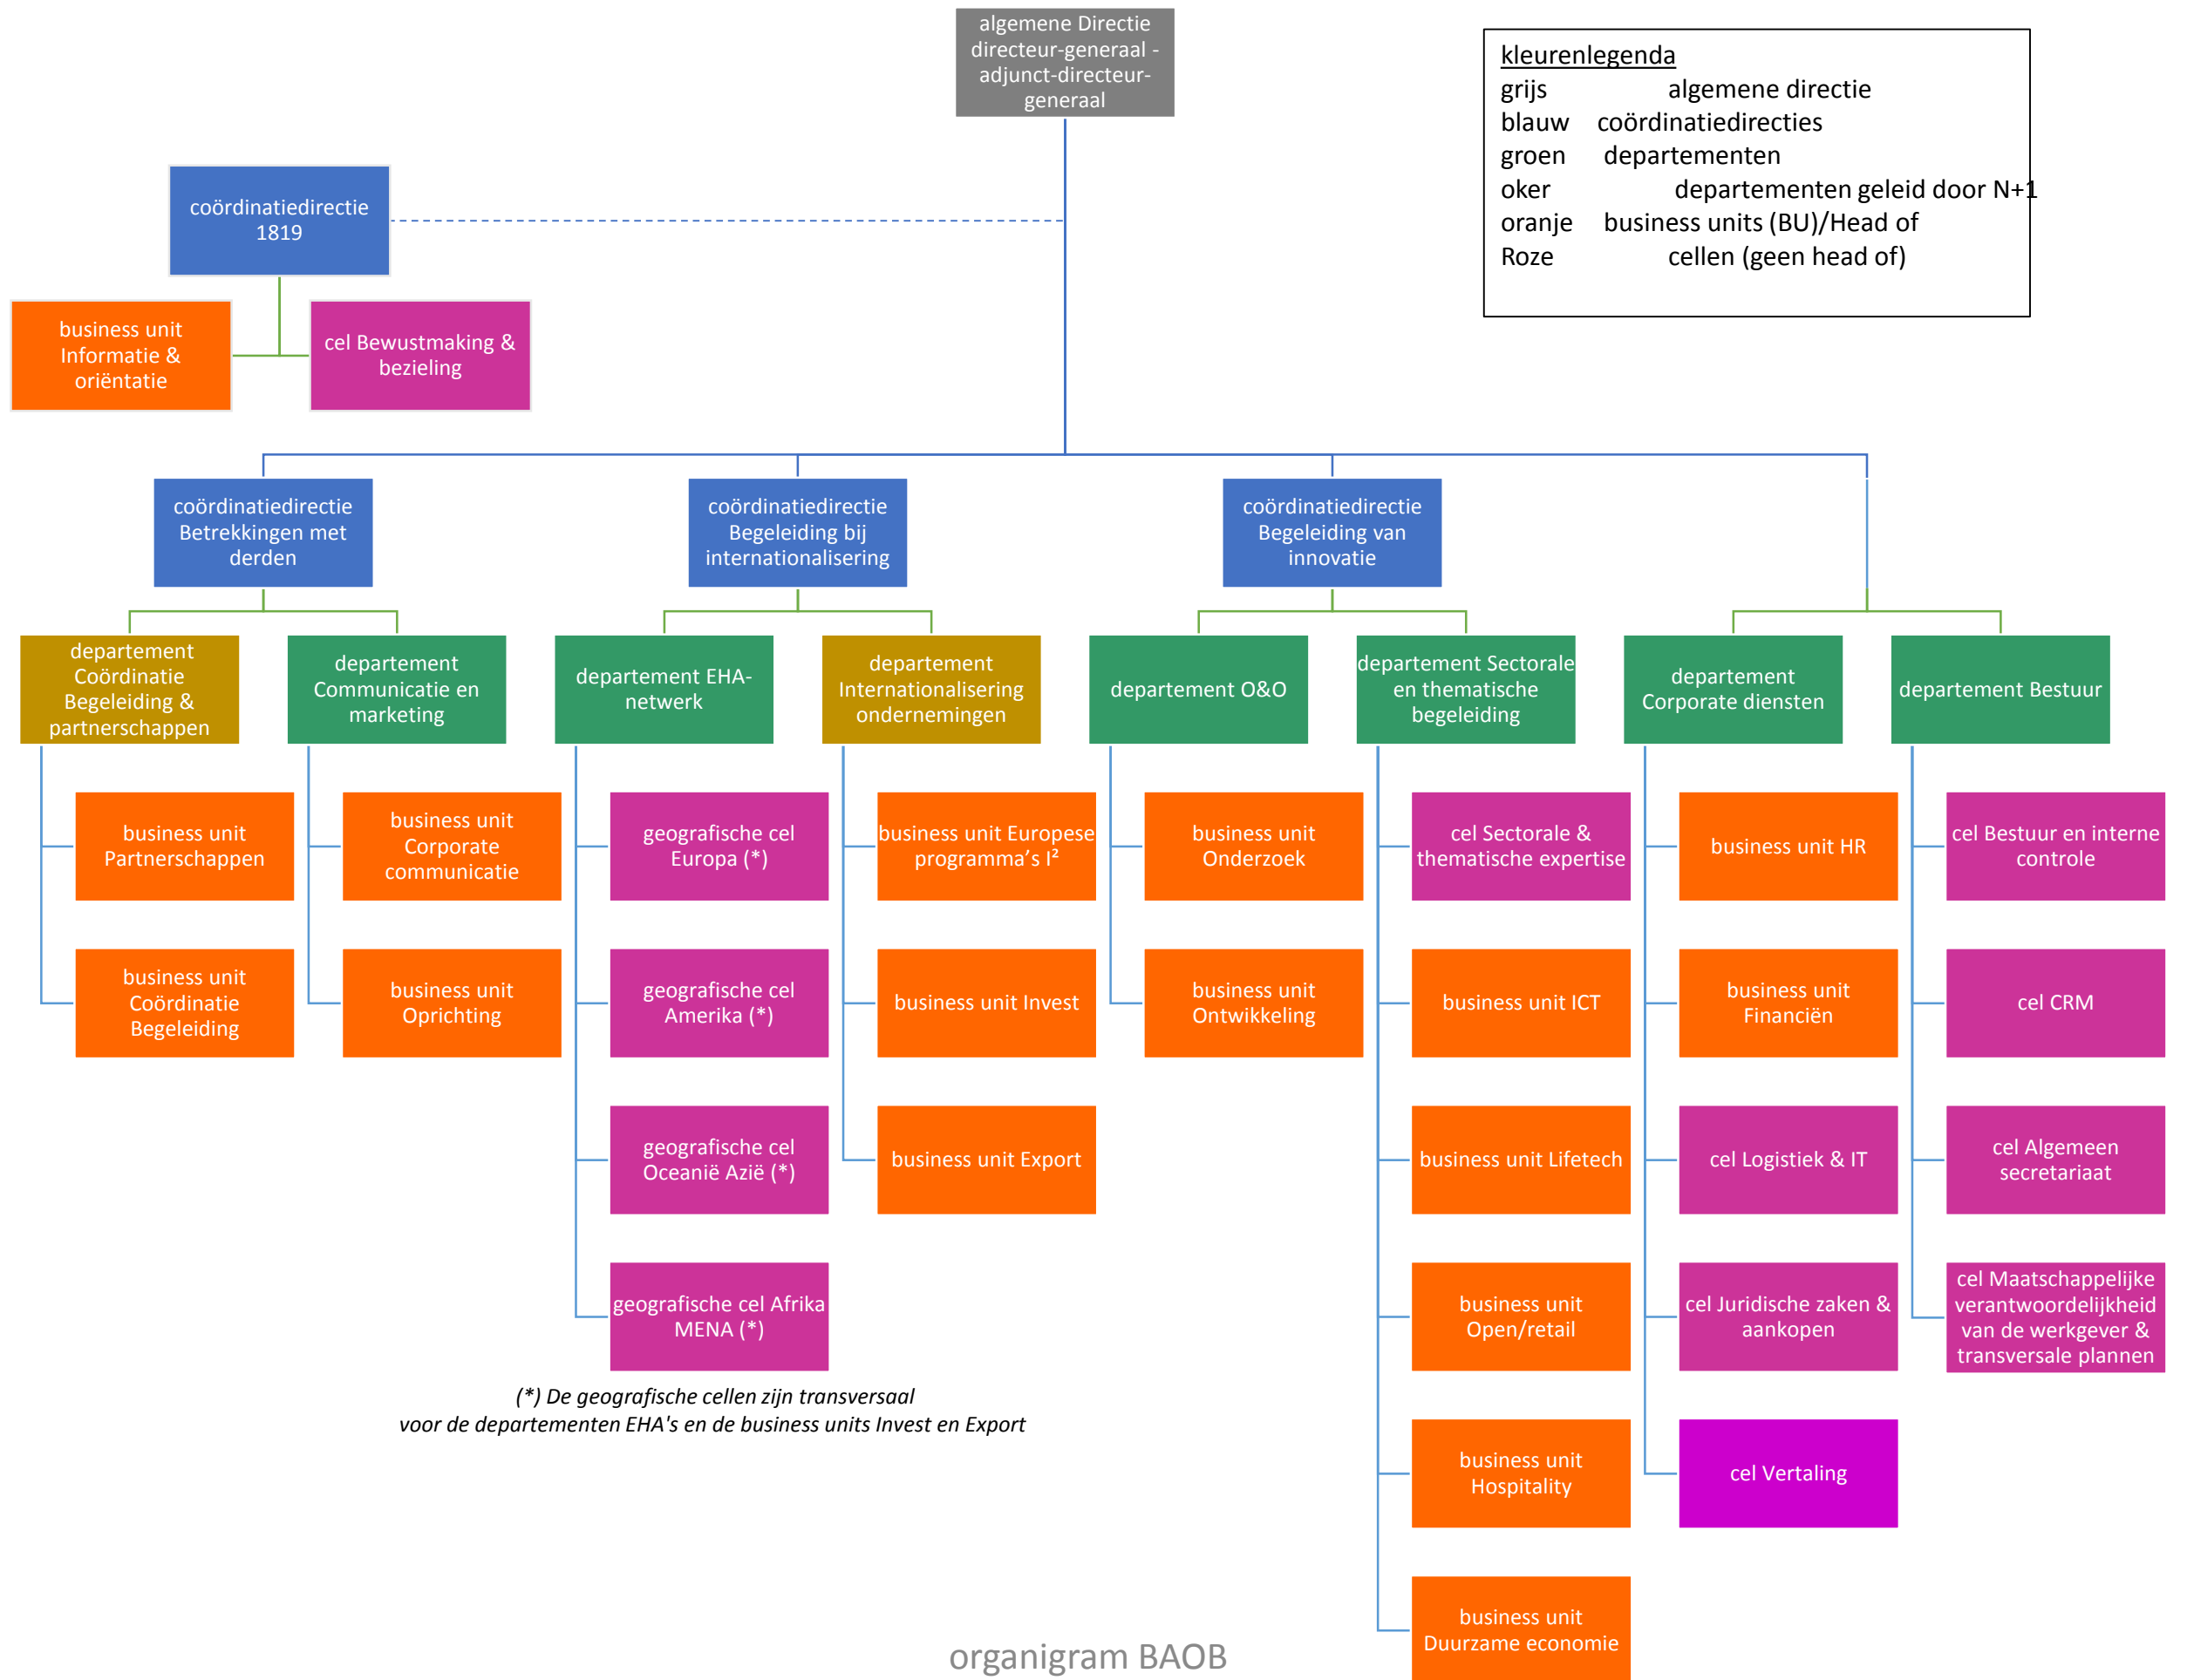 algemene Directie
directeur-generaal -
adjunct-directeur-
generaal
kleurenlegenda
grijs algemene directie
blauw coördinatiedirecties
groen departementen
oker departementen geleid door N+1
oranje business units (BU)/Head of
Roze cellen (geen head of)
coördinatiedirectie
1819
business unit
Informatie &
oriëntatie
cel Bewustmaking &
bezieling
coördinatiedirectie
Betrekkingen met
derden
coördinatiedirectie
Begeleiding bij
internationalisering
coördinatiedirectie
Begeleiding van
innovatie
departement
Coördinatie
Begeleiding &
partnerschappen
departement
Communicatie en
marketing
departement EHA-
netwerk
departement
Internationalisering
ondernemingen
departement O&O
departement Sectorale
en thematische
begeleiding
departement
Corporate diensten
departement Bestuur
business unit
Partnerschappen
business unit
Corporate
communicatie
geografische cel
Europa (*)
business unit Europese
programma's I²
business unit
Onderzoek
cel Sectorale &
thematische expertise
business unit HR
cel Bestuur en interne
controle
business unit
Coördinatie
Begeleiding
business unit
Oprichting
geografische cel
Amerika (*)
business unit Invest
business unit
Ontwikkeling
business unit ICT
business unit
Financiën
cel CRM
geografische cel
Oceanië Azië (*)
business unit Export
business unit Lifetech
cel Logistiek & IT
cel Algemeen
secretariaat
geografische cel Afrika
MENA (*)
business unit
Open/retail
cel Juridische zaken &
aankopen
cel Maatschappelijke
verantwoordelijkheid
van de werkgever &
transversale plannen
(*) De geografische cellen zijn transversaal
voor de departementen EHA's en de business units Invest en Export
business unit
Hospitality
cel Vertaling
business unit
Duurzame economie
organigram BAOB